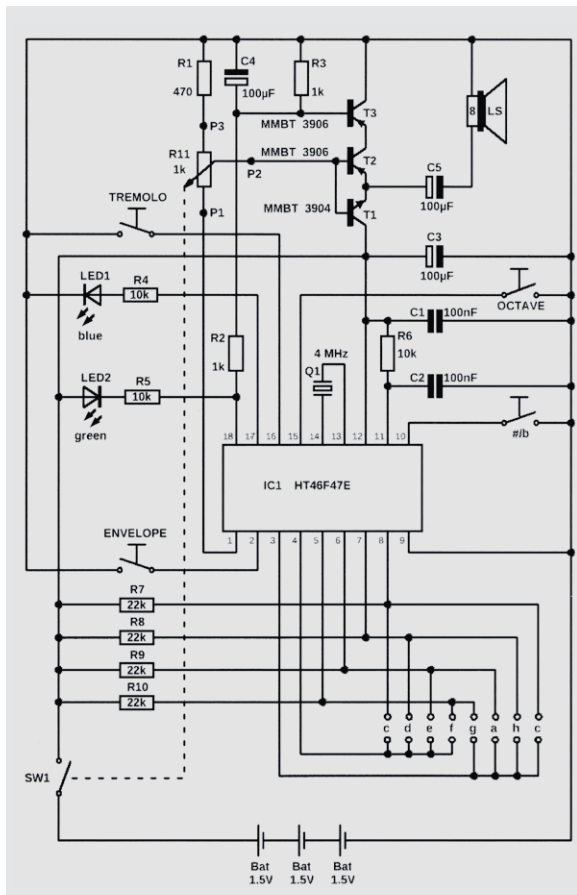 R1
470
C4
100µF
R3
1k
P3
MMBT 3906
T3
8 LS
R11
1k
MMBT 3906
P2
T2
C5
100µF
TREMOLO
P1
MMBT 3904
T1
C3
100µF
LED1
blue
R4
10k
OCTAVE
C1 100nF
R2
1k
4 MHz
Q1
R6
10k
LED2
green
R5
10k
C2 100nF
#/b
18 17 16 15 14 13 12 11 10
IC1 HT46F47E
1 2 3 4 5 6 7 8 9
ENVELOPE
R7
22k
R8
22k
R9
22k
R10
22k
c d e f g a h c
SW1
Bat
1.5V
Bat
1.5V
Bat
1.5V